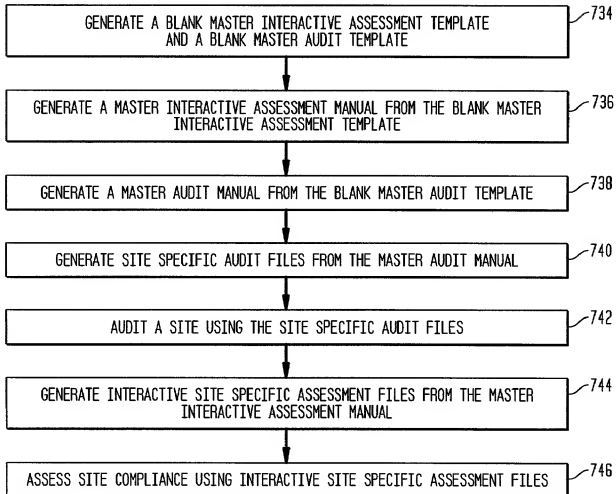 GENERATE A BLANK MASTER INTERACTIVE ASSESSMENT TEMPLATE
AND A BLANK MASTER AUDIT TEMPLATE
734
GENERATE A MASTER INTERACTIVE ASSESSMENT MANUAL FROM THE BLANK MASTER
INTERACTIVE ASSESSMENT TEMPLATE
736
GENERATE A MASTER AUDIT MANUAL FROM THE BLANK MASTER AUDIT TEMPLATE
738
GENERATE SITE SPECIFIC AUDIT FILES FROM THE MASTER AUDIT MANUAL
740
AUDIT A SITE USING THE SITE SPECIFIC AUDIT FILES
742
GENERATE INTERACTIVE SITE SPECIFIC ASSESSMENT FILES FROM THE MASTER
INTERACTIVE ASSESSMENT MANUAL
744
ASSESS SITE COMPLIANCE USING INTERACTIVE SITE SPECIFIC ASSESSMENT FILES
746